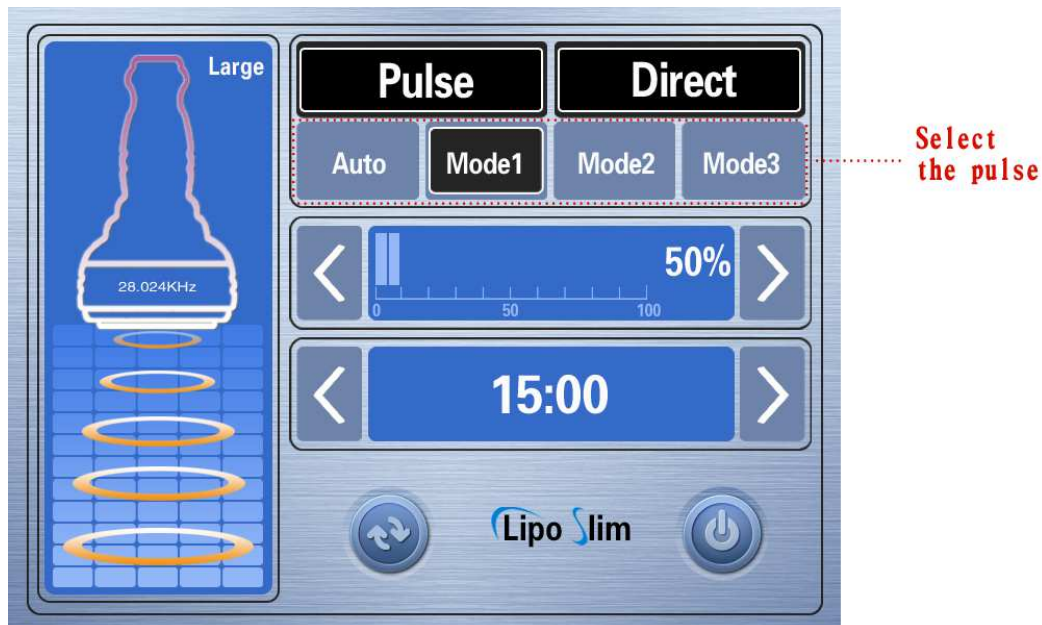 Large
28.024KHz
Pulse Direct
Auto Mode1 Mode2 Mode3
Select
the pulse
50%
0 50 100
15:00
Lipo Slim